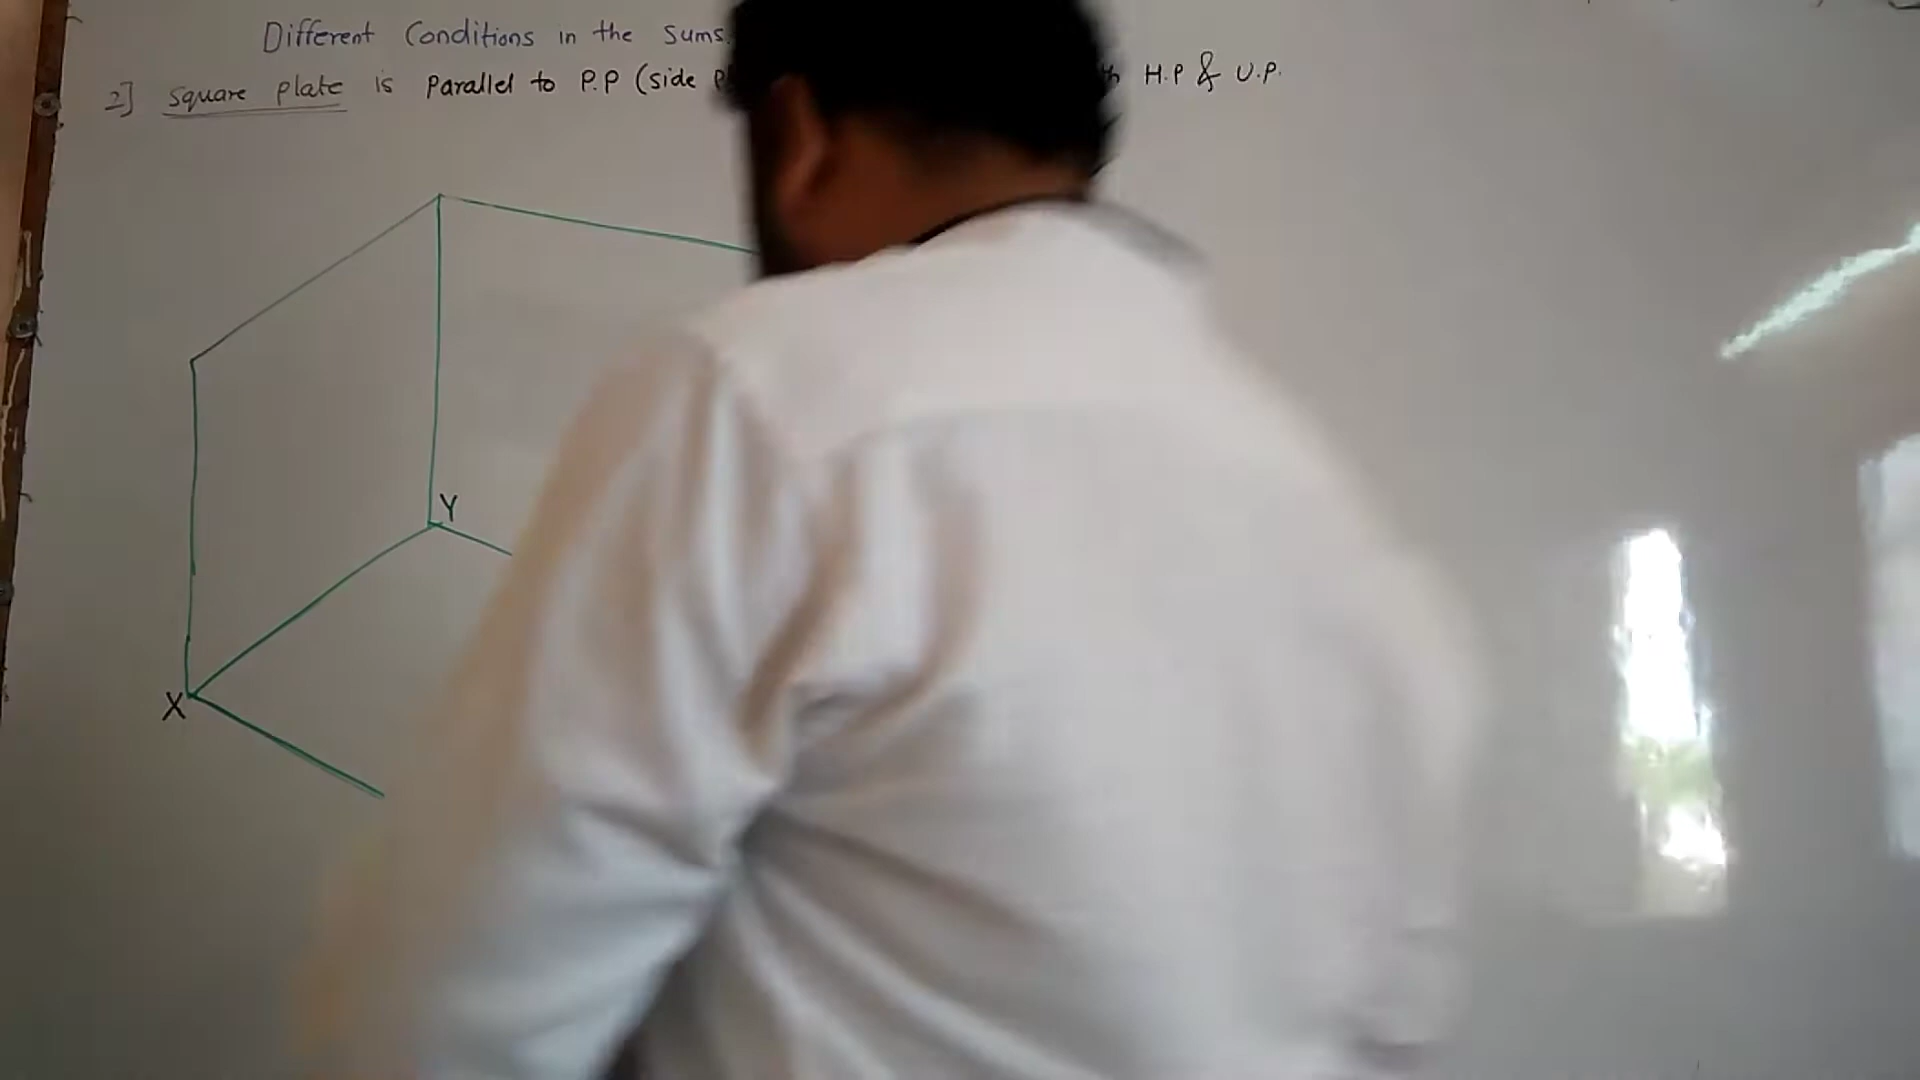 Different Conditions in the sums.
2] square plate is Parallel to P.P (side H.P & V.P.
Y
X